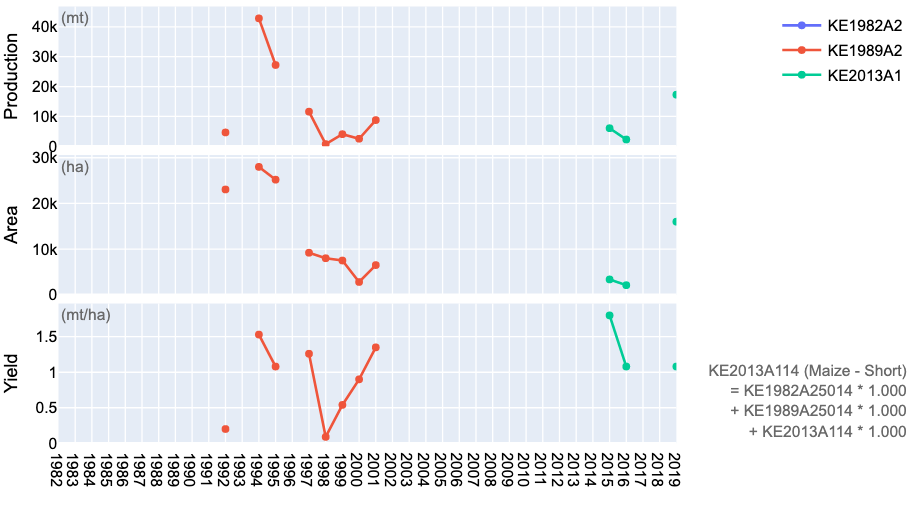 Production
(mt)
40k
30k
20k
10k
0
KE1982A2
KE1989A2
KE2013A1
Area
(ha)
30k
20k
10k
0
Yield
(mt/ha)
1.5
1
0.5
0
1982
1983
1984
1985
1986
1987
1988
1989
1990
1991
1992
1993
1994
1995
1996
1997
1998
1999
2000
2001
2002
2003
2004
2005
2006
2007
2008
2009
2010
2011
2012
2013
2014
2015
2016
2017
2018
2019
KE2013A114 (Maize - Short)
= KE1982A25014 * 1.000
+ KE1989A25014 * 1.000
+ KE2013A114 * 1.000